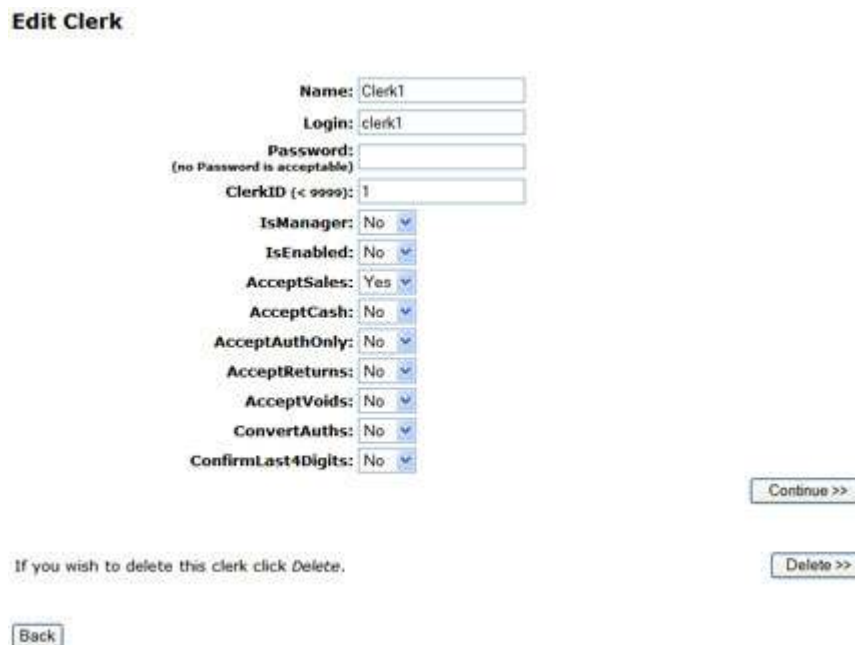 Edit Clerk
Name: Clerk1
Login: clerk1
Password:
(no Password is acceptable)
ClerkID (< 9999): 1
IsManager: No
IsEnabled: No
AcceptSales: Yes
AcceptCash: No
AcceptAuthOnly: No
AcceptReturns: No
AcceptVoids: No
ConvertAuths: No
ConfirmLast4Digits: No
Continue >>
If you wish to delete this clerk click Delete.
Delete >>
Back